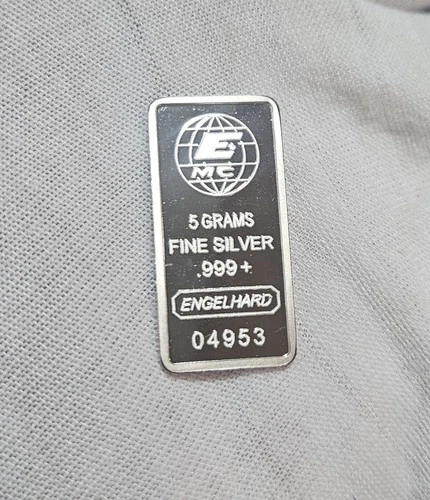 E
MC
5 GRAMS
FINE SILVER
.999+
ENGELHARD
04953